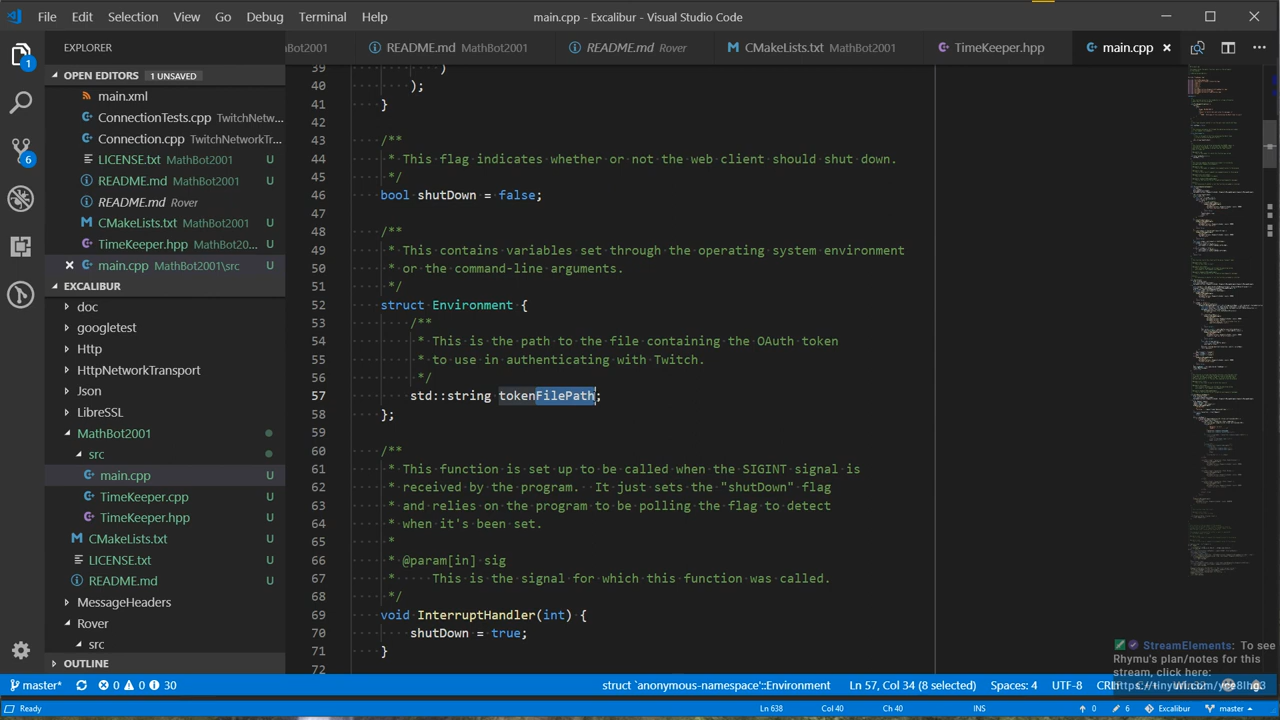 File Edit Selection View Go Debug Terminal Help
main.cpp - Excalibur - Visual Studio Code
EXPLORER
OPEN EDITORS 1 UNSAVED
main.xml
ConnectionTests.cpp TwitchNetw...
Connection.cpp TwitchNetworkTr...
LICENSE.txt MathBot2001 U
README.md MathBot2001 U
README.md Rover
CMakeLists.txt MathBot2001 U
TimeKeeper.hpp MathBot20... U
main.cpp MathBot2001\src U
EXCALIBUR
doc
googletest
Http
HttpNetworkTransport
Json
LibreSSL
MathBot2001
src
main.cpp U
TimeKeeper.cpp U
TimeKeeper.hpp U
CMakeLists.txt U
LICENSE.txt U
README.md U
MessageHeaders
Rover
src
OUTLINE
1
6
Bot2001 README.md MathBot2001 README.md Rover CMakeLists.txt MathBot2001 TimeKeeper.hpp main.cpp
39 )
40 );
41 }
42
43 /**
44 * This flag indicates whether or not the web client should shut down.
45 */
46 bool shutDown = true;
47
48 /**
49 * This contains variables set through the operating system environment
50 * or the command-line arguments.
51 */
52 struct Environment {
53 /**
54 * This is the path to the file containing the OAuth token
55 * to use in authenticating with Twitch.
56 */
57 std::string tokenFilePath;
58 };
59
60 /**
61 * This function is set up to be called when the SIGINT signal is
62 * received by the program. It just sets the "shutDown" flag
63 * and relies on the program to be polling the flag to detect
64 * when it's been set.
65 *
66 * @param[in] sig
67 * This is the signal for which this function was called.
68 */
69 void InterruptHandler(int) {
70 shutDown = true;
71 }
72
StreamElements: To see
Rhymu's plan/notes for this
stream, click here:
master* 0 0 30 struct `anonymous-namespace'::Environment Ln 57, Col 34 (8 selected) Spaces: 4 UTF-8
Ready Ln 638 Col 40 Ch 40 INS 0 6 Excalibur master